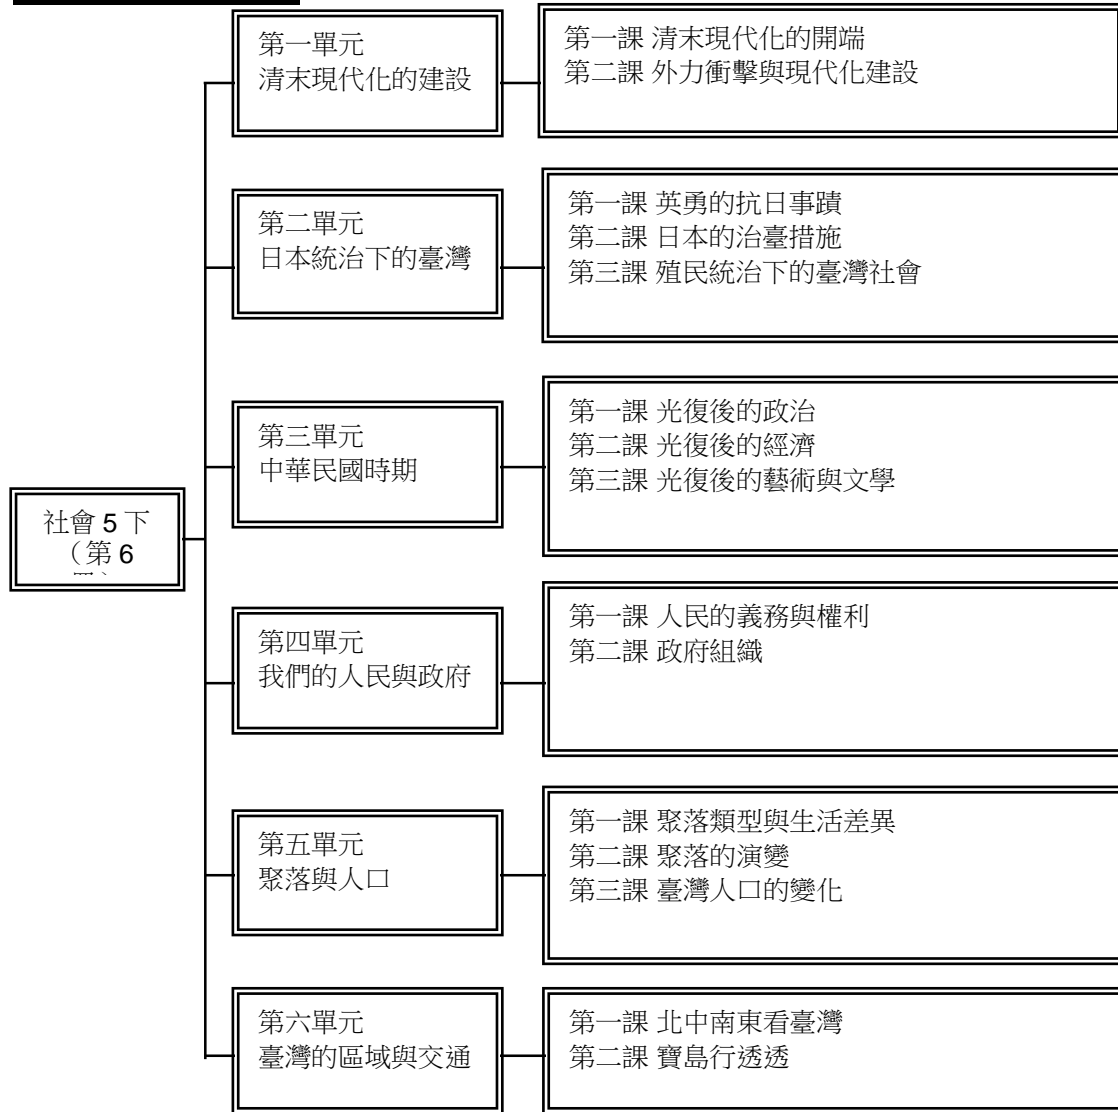 社會 5 下
（第 6
第一單元
清末現代化的建設
第一課 清末現代化的開端
第二課 外力衝擊與現代化建設
第二單元
日本統治下的臺灣
第一課 英勇的抗日事蹟
第二課 日本的治臺措施
第三課 殖民統治下的臺灣社會
第三單元
中華民國時期
第一課 光復後的政治
第二課 光復後的經濟
第三課 光復後的藝術與文學
第四單元
我們的人民與政府
第一課 人民的義務與權利
第二課 政府組織
第五單元
聚落與人口
第一課 聚落類型與生活差異
第二課 聚落的演變
第三課 臺灣人口的變化
第六單元
臺灣的區域與交通
第一課 北中南東看臺灣
第二課 寶島行透透